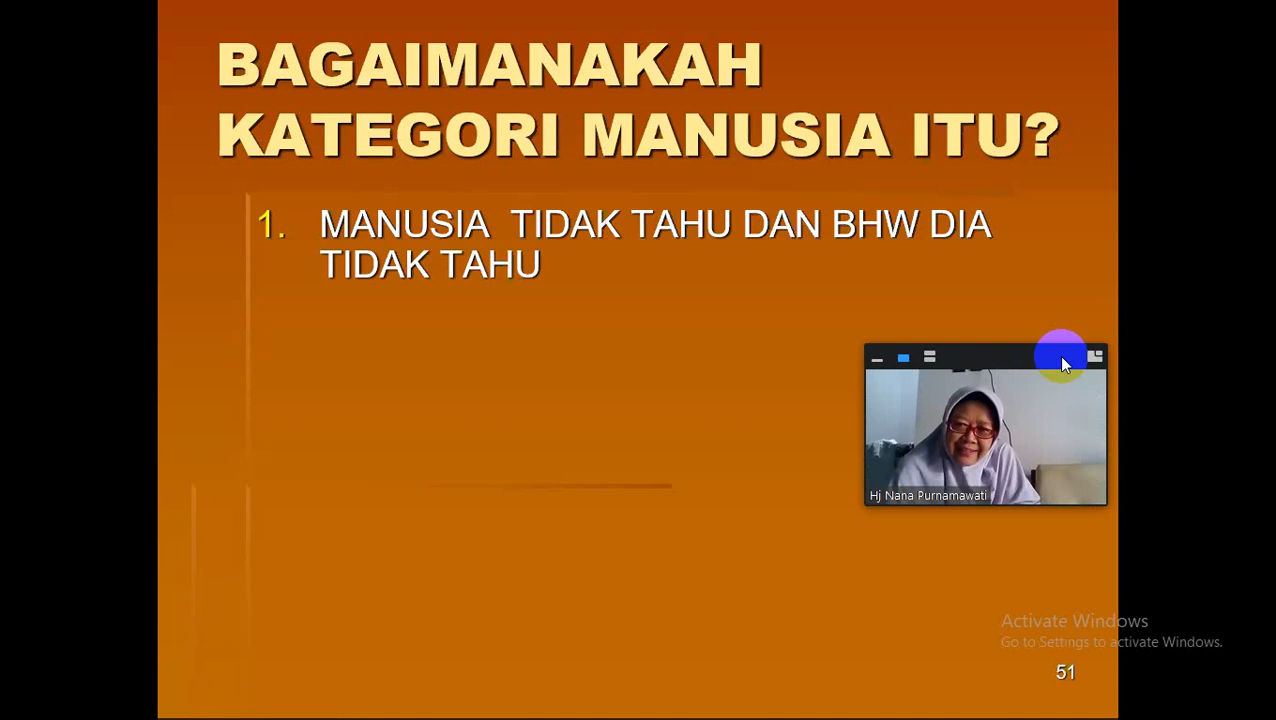 BAGAIMANAKAH
KATEGORI MANUSIA ITU?
1. MANUSIA TIDAK TAHU DAN BHW DIA
TIDAK TAHU
Hj Nana Purnamawati
Activate Windows
Go to Settings to activate Windows.
51